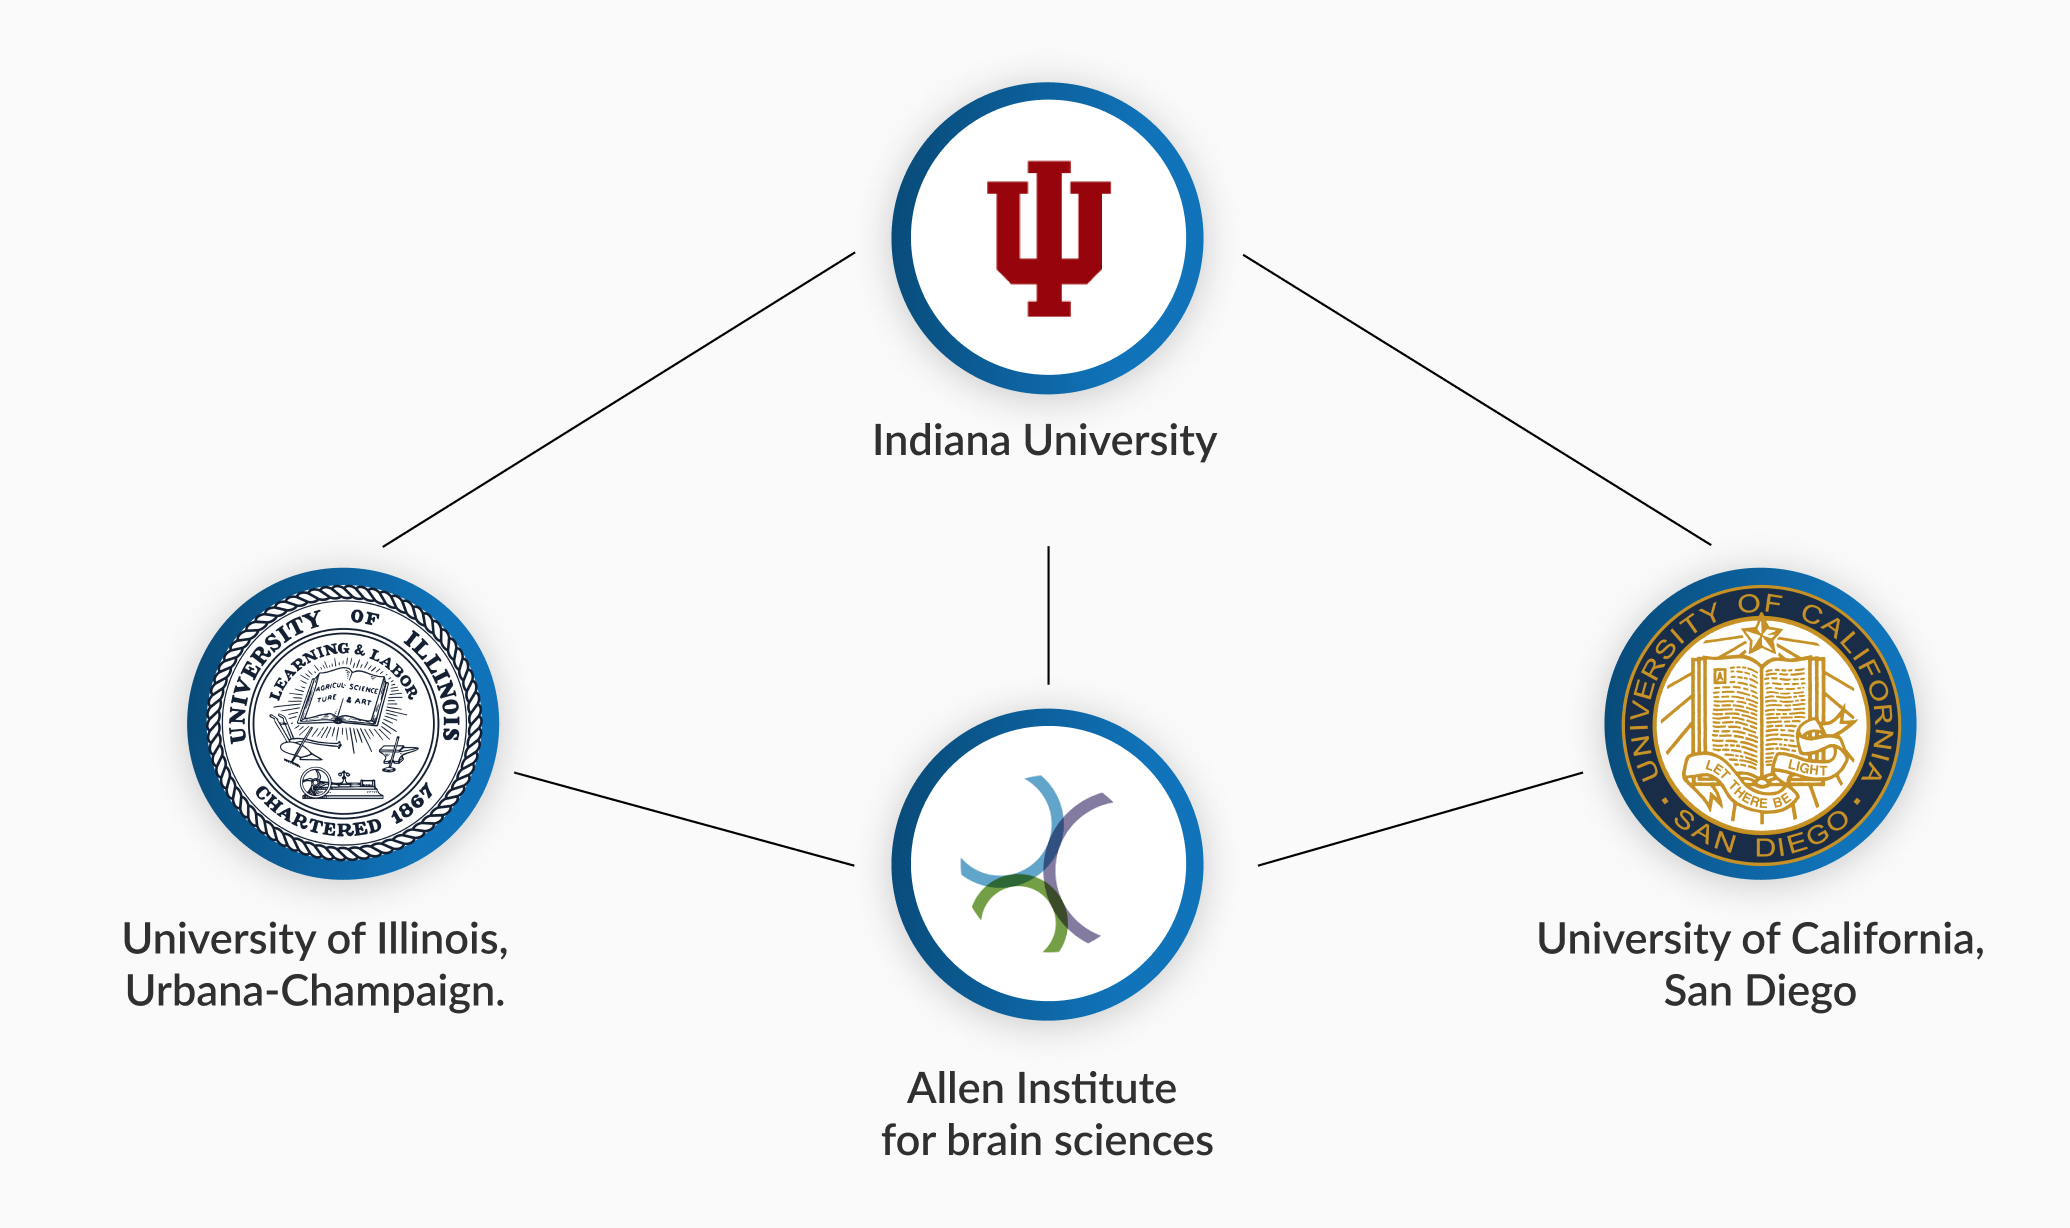 Indiana University
UNIVERSITY OF ILLINOIS
LEARNING & LABOR
AGRICUL- SCIENCE
TURE & ART
CHARTERED 1867
University of Illinois,
Urbana-Champaign.
UNIVERSITY OF CALIFORNIA
A
LET THERE BE LIGHT
· SAN DIEGO ·
University of California,
San Diego
Allen Institute
for brain sciences